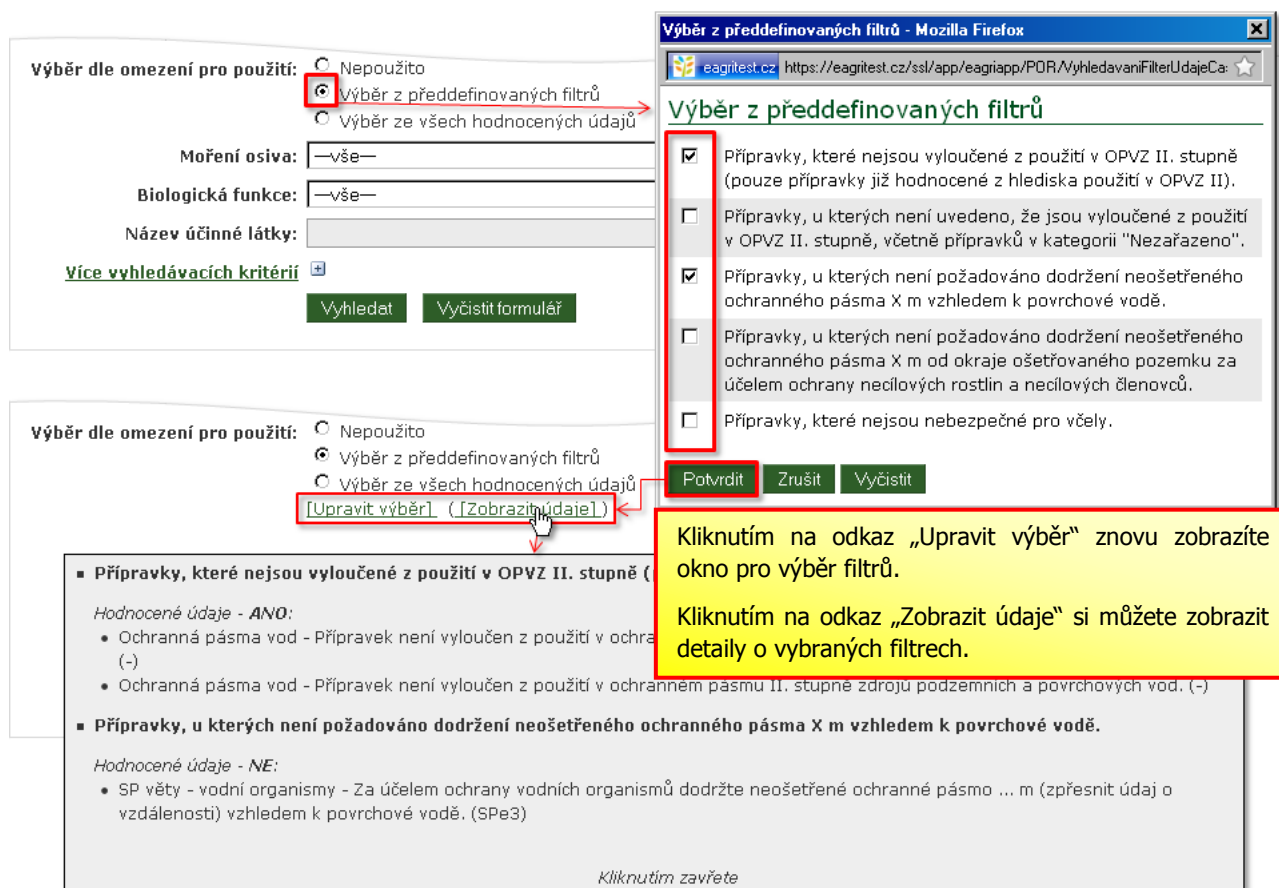 Výběr dle omezení pro použití:
Nepoužito
Výběr z předdefinovaných filtrů
Výběr ze všech hodnocených údajů
Moření osiva:
—vše—
Biologická funkce:
—vše—
Název účinné látky:
Více vyhledávacích kritérií
Vyhledat
Vyčistit formulář
Výběr z předdefinovaných filtrů - Mozilla Firefox
eagritest.cz https://eagritest.cz/ssl/app/eagriapp/POR/VyhledavaniFilterUdajeCa:
Výběr z předdefinovaných filtrů
Přípravky, které nejsou vyloučené z použití v OPVZ II. stupně
(pouze přípravky již hodnocené z hlediska použití v OPVZ II).
Přípravky, u kterých není uvedeno, že jsou vyloučené z použití
v OPVZ II. stupně, včetně přípravků v kategorii "Nezařazeno".
Přípravky, u kterých není požadováno dodržení neošetřeného
ochranného pásma X m vzhledem k povrchové vodě.
Přípravky, u kterých není požadováno dodržení neošetřeného
ochranného pásma X m od okraje ošetřovaného pozemku za
účelem ochrany necílových rostlin a necílových členovců.
Přípravky, které nejsou nebezpečné pro včely.
Potvrdit
Zrušit
Vyčistit
Výběr dle omezení pro použití:
Nepoužito
Výběr z předdefinovaných filtrů
Výběr ze všech hodnocených údajů
[Upravit výběr] ( [Zobrazit údaje] )
Kliknutím na odkaz „Upravit výběr“ znovu zobrazíte
okno pro výběr filtrů.
Kliknutím na odkaz „Zobrazit údaje“ si můžete zobrazit
detaily o vybraných filtrech.
Přípravky, které nejsou vyloučené z použití v OPVZ II. stupně (
Hodnocené údaje - ANO:
Ochranná pásma vod - Přípravek není vyloučen z použití v ochra
(-)
Ochranná pásma vod - Přípravek není vyloučen z použití v ochranném pásmu II. stupně zdrojů podzemních a povrchových vod. (-)
Přípravky, u kterých není požadováno dodržení neošetřeného ochranného pásma X m vzhledem k povrchové vodě.
Hodnocené údaje - NE:
SP věty - vodní organismy - Za účelem ochrany vodních organismů dodržte neošetřené ochranné pásmo ... m (zpřesnit údaj o
vzdálenosti) vzhledem k povrchové vodě. (SPe3)
Kliknutím zavřete